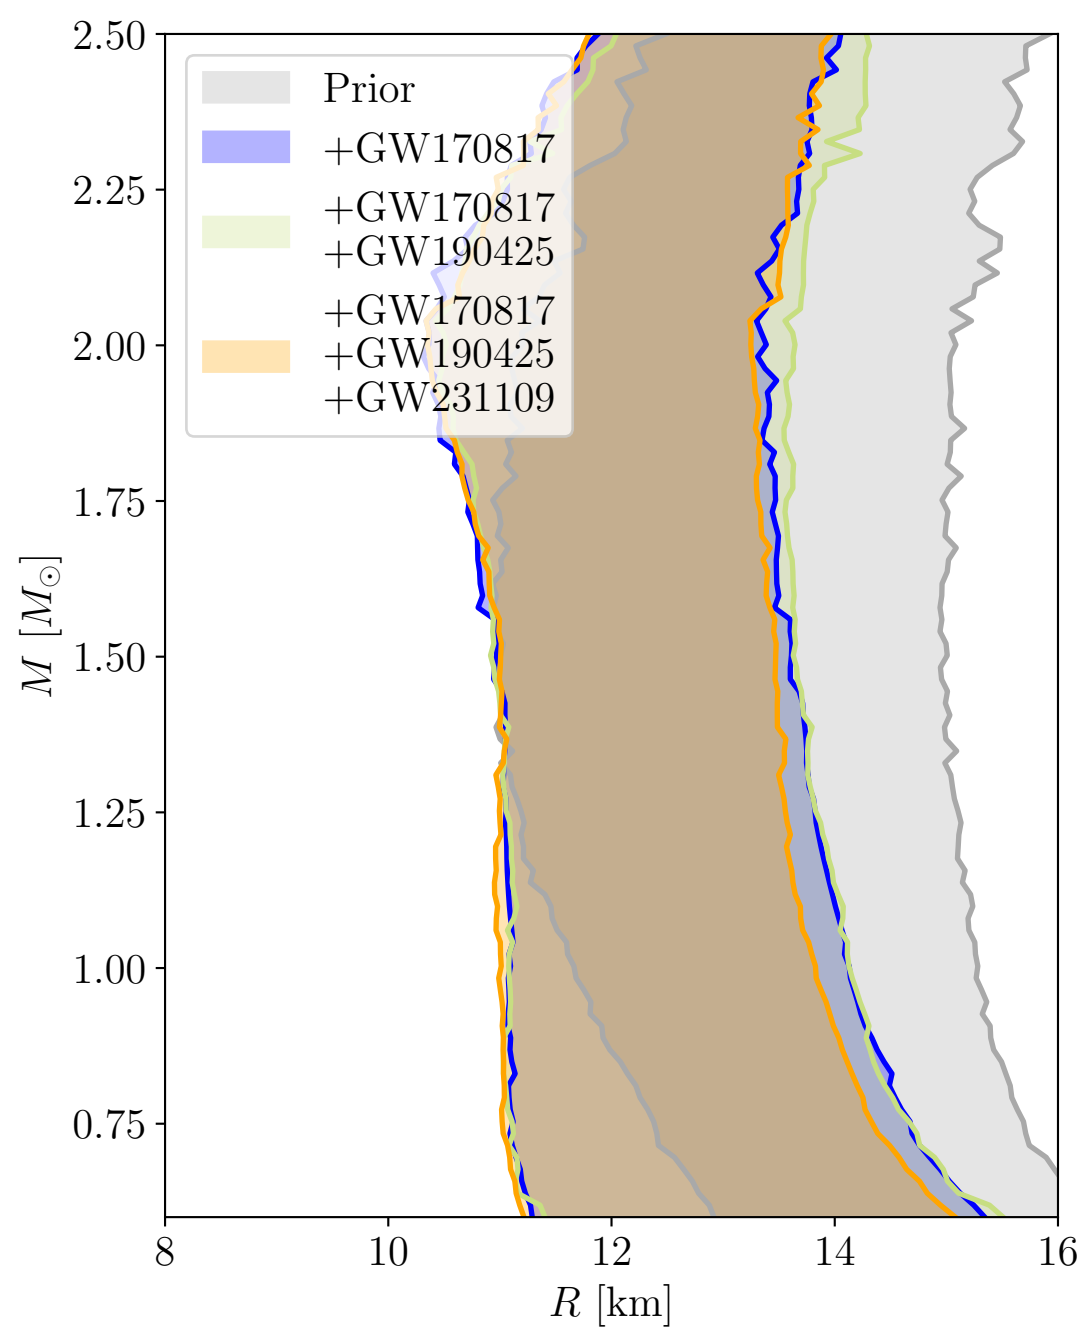 2.50
2.25
2.00
1.75
1.50
1.25
1.00
0.75
M [M⊙]
Prior
+GW170817
+GW170817
+GW190425
+GW170817
+GW190425
+GW231109
8 10 12 14 16
R [km]